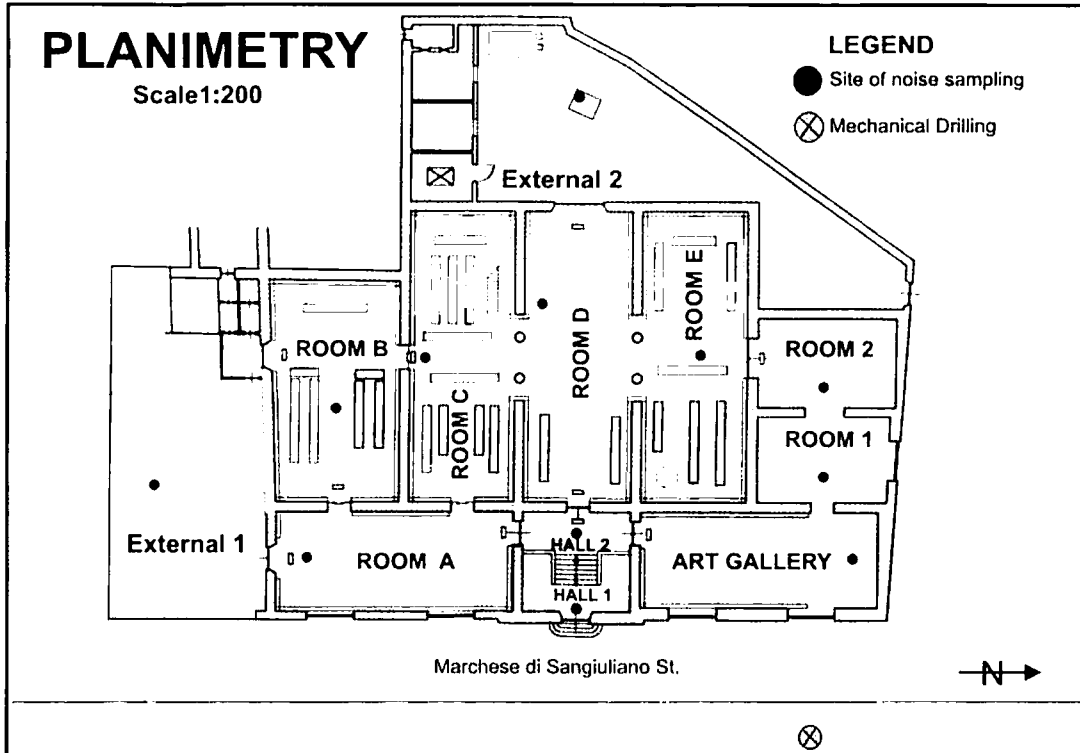 PLANIMETRY
Scale1:200
LEGEND
Site of noise sampling
Mechanical Drilling
External 2
ROOM B
ROOM C
ROOM D
ROOM E
ROOM 2
ROOM 1
External 1
ROOM A
HALL 2
HALL 1
ART GALLERY
Marchese di Sangiuliano St.
N